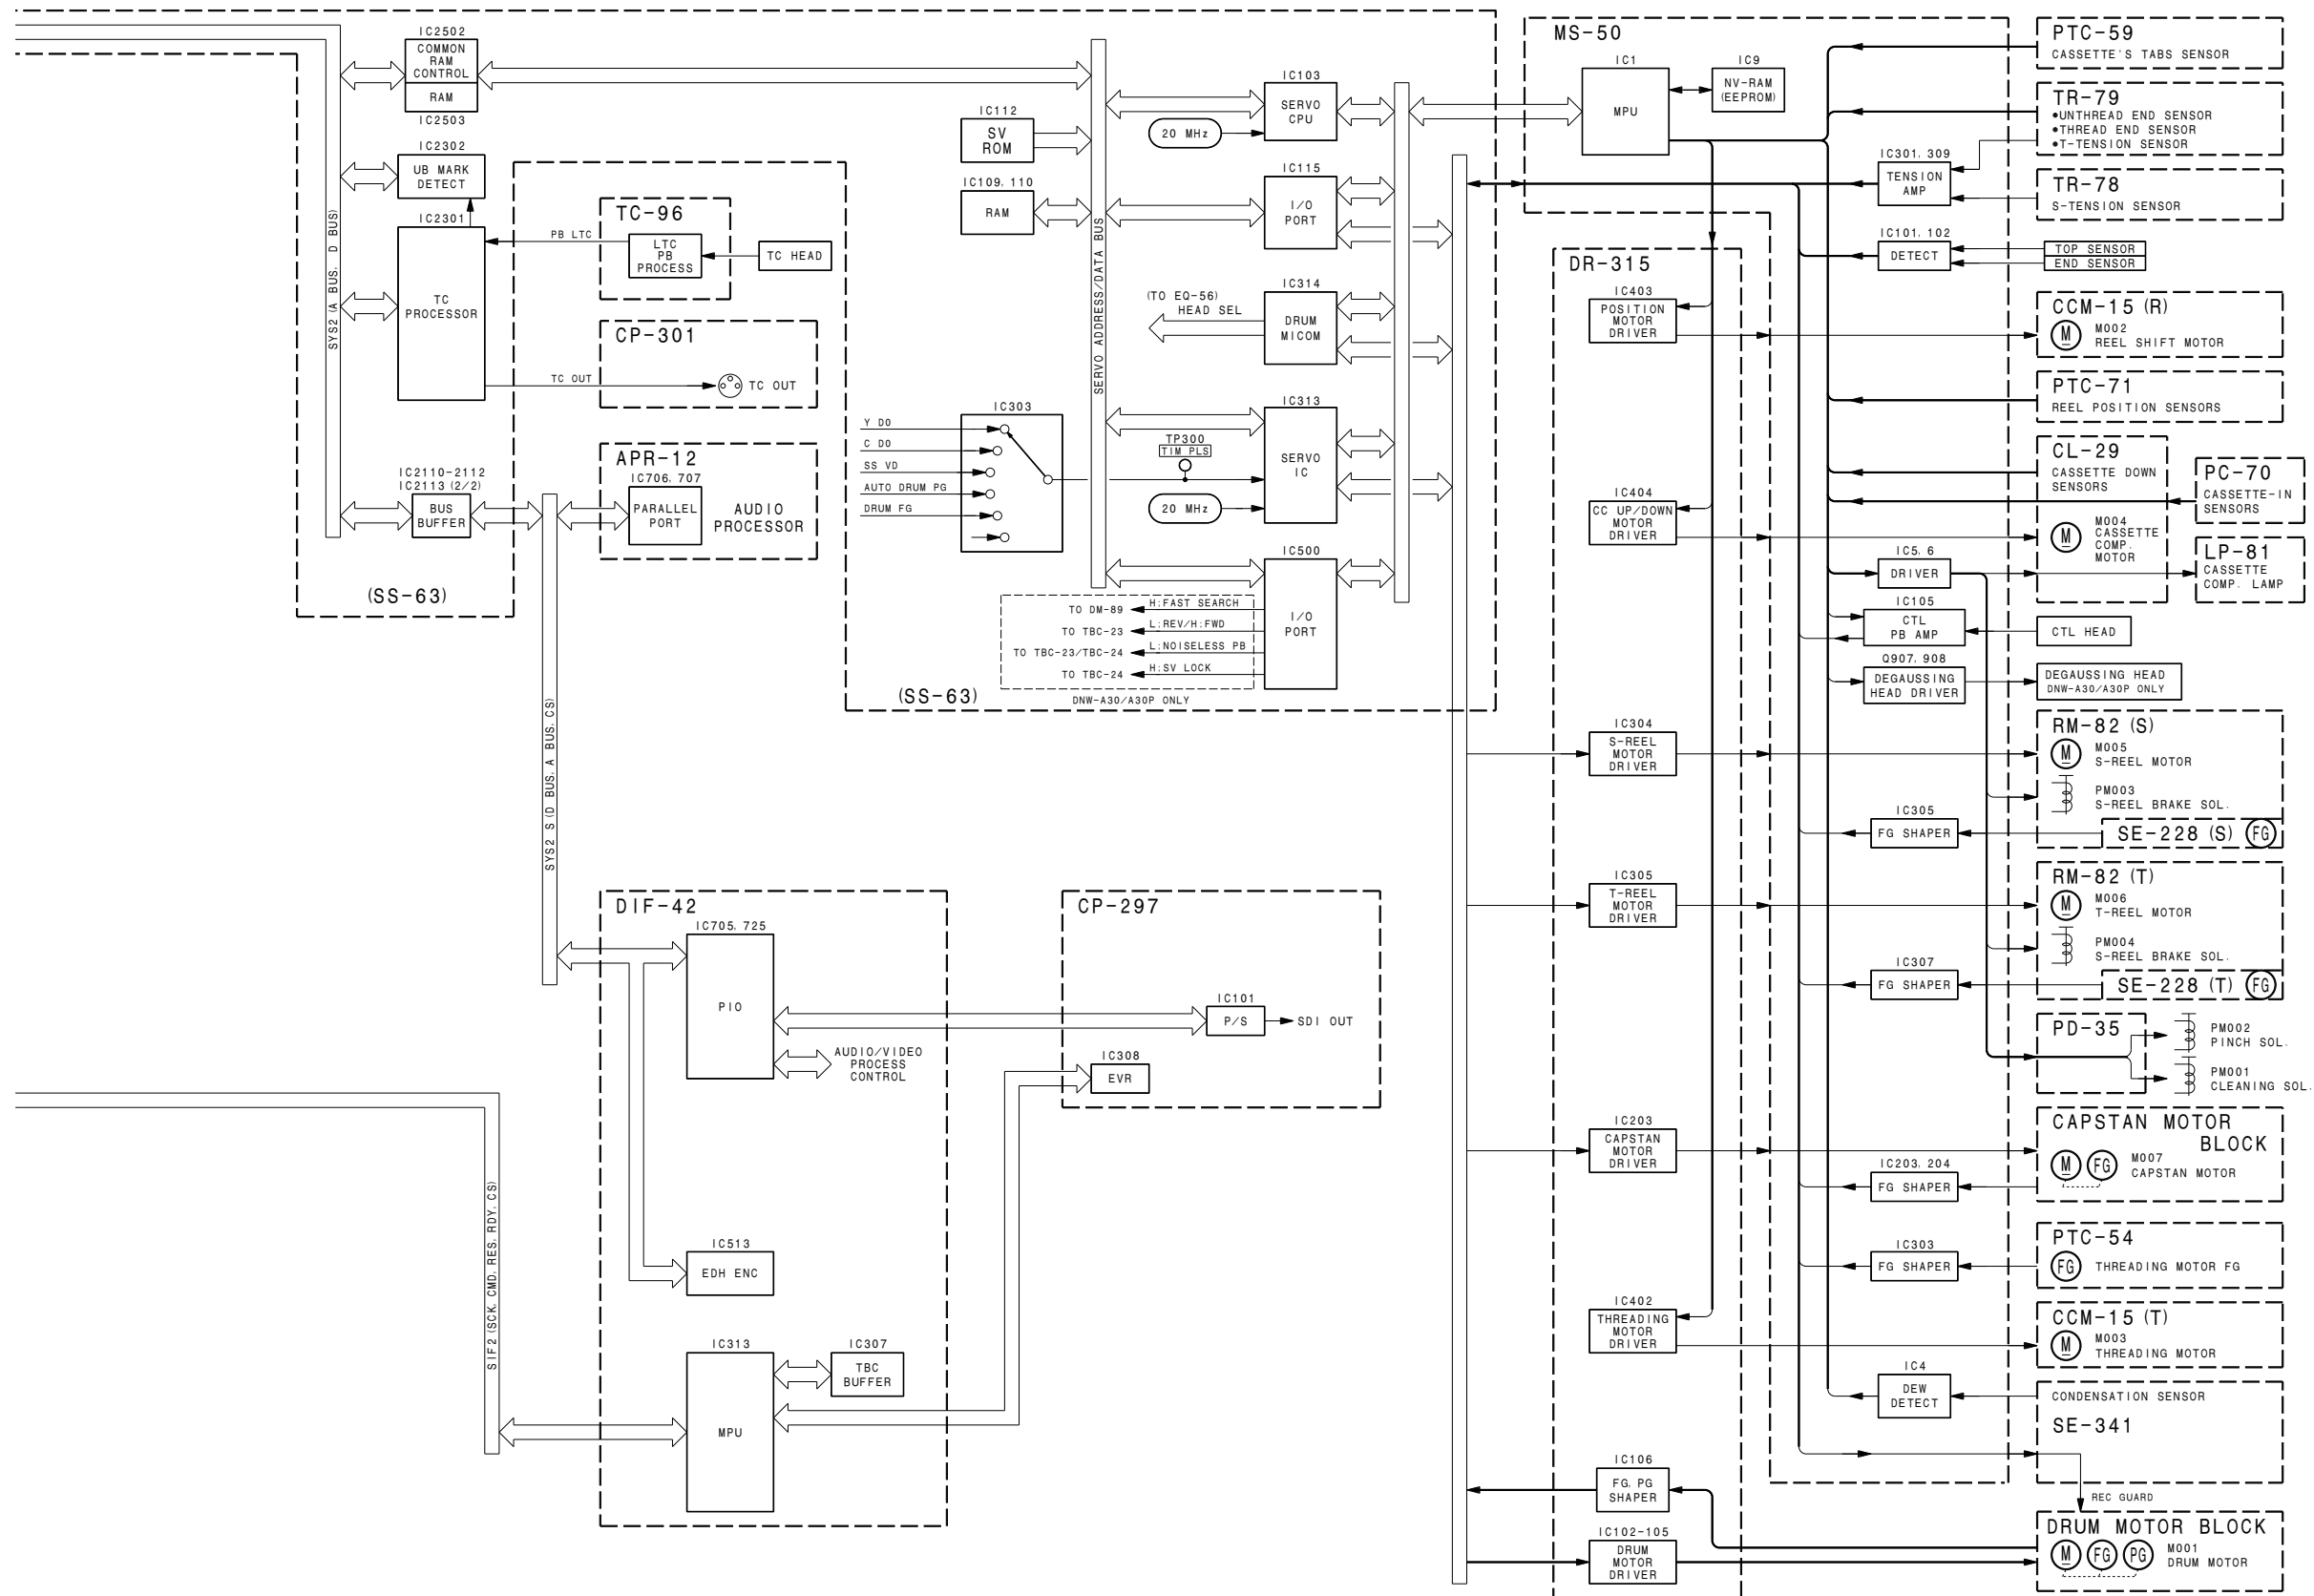 IC2502
COMMON
RAM
CONTROL
RAM
IC2503
IC2302
UB MARK
DETECT
IC2301
TC
PROCESSOR
SYS2 (A BUS, D BUS)
IC2110-2112
IC2113 (2/2)
BUS
BUFFER
(SS-63)
PB LTC
TC-96
LTC
PB
PROCESS
TC HEAD
CP-301
TC OUT
TC OUT
APR-12
IC706, 707
PARALLEL
PORT
AUDIO
PROCESSOR
SYS2 S (D BUS, A BUS, CS)
IC112
SV
ROM
IC109, 110
RAM
SERVO ADDRESS/DATA BUS
IC103
SERVO
CPU
20 MHz
IC115
I/O
PORT
IC314
DRUM
MICOM
(TO EQ-56)
HEAD SEL
IC303
Y DO
C DO
SS VD
AUTO DRUM PG
DRUM FG
TP300
TIM PLS
20 MHz
IC313
SERVO
IC
IC500
I/O
PORT
TO DM-89
H:FAST SEARCH
TO TBC-23
L:REV/H:FWD
TO TBC-23/TBC-24
L:NOISELESS PB
TO TBC-24
H:SV LOCK
DNW-A30/A30P ONLY
(SS-63)
DIF-42
IC705, 725
PIO
AUDIO/VIDEO
PROCESS
CONTROL
IC513
EDH ENC
IC313
MPU
IC307
TBC
BUFFER
SIF2 (SCK, CMD, RES, RDY, CS)
CP-297
IC101
P/S
SDI OUT
IC308
EVR
MS-50
IC1
MPU
IC9
NV-RAM
(EEPROM)
IC301, 309
TENSION
AMP
IC101, 102
DETECT
IC5, 6
DRIVER
IC105
CTL
PB AMP
Q907, 908
DEGAUSSING
HEAD DRIVER
IC305
FG SHAPER
IC307
FG SHAPER
IC203, 204
FG SHAPER
IC303
FG SHAPER
IC4
DEW
DETECT
DR-315
IC403
POSITION
MOTOR
DRIVER
IC404
CC UP/DOWN
MOTOR
DRIVER
IC304
S-REEL
MOTOR
DRIVER
IC305
T-REEL
MOTOR
DRIVER
IC203
CAPSTAN
MOTOR
DRIVER
IC402
THREADING
MOTOR
DRIVER
IC106
FG, PG
SHAPER
IC102-105
DRUM
MOTOR
DRIVER
PTC-59
CASSETTE'S TABS SENSOR
TR-79
•UNTHREAD END SENSOR
•THREAD END SENSOR
•T-TENSION SENSOR
TR-78
S-TENSION SENSOR
TOP SENSOR
END SENSOR
CCM-15 (R)
M
M002
REEL SHIFT MOTOR
PTC-71
REEL POSITION SENSORS
CL-29
CASSETTE DOWN
SENSORS
M
M004
CASSETTE
COMP.
MOTOR
PC-70
CASSETTE-IN
SENSORS
LP-81
CASSETTE
COMP. LAMP
CTL HEAD
DEGAUSSING HEAD
DNW-A30/A30P ONLY
RM-82 (S)
M
M005
S-REEL MOTOR
PM003
S-REEL BRAKE SOL.
SE-228 (S) FG
RM-82 (T)
M
M006
T-REEL MOTOR
PM004
S-REEL BRAKE SOL.
SE-228 (T) FG
PD-35
PM002
PINCH SOL.
PM001
CLEANING SOL.
CAPSTAN MOTOR
BLOCK
M FG
M007
CAPSTAN MOTOR
PTC-54
FG THREADING MOTOR FG
CCM-15 (T)
M
M003
THREADING MOTOR
CONDENSATION SENSOR
SE-341
REC GUARD
DRUM MOTOR BLOCK
M FG PG
M001
DRUM MOTOR